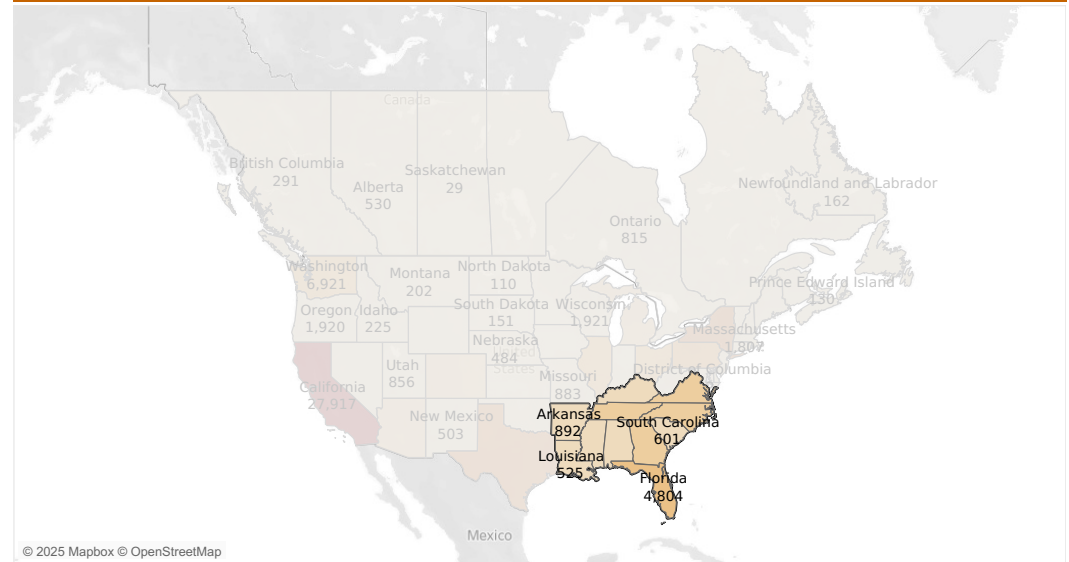 Canada
British Columbia
291
Alberta
530
Saskatchewan
29
Newfoundland and Labrador
162
Ontario
815
Washington
6,921
Montana
202
North Dakota
110
Prince Edward Island
130
Oregon
1,920
Idaho
225
South Dakota
151
Wisconsin
1,921
Massachusetts
1,807
Nebraska
484
United
States
Utah
856
Missouri
883
District of Columbia
California
27,917
New Mexico
503
Arkansas
892
South Carolina
601
Louisiana
525
Florida
4,804
Mexico
© 2025 Mapbox © OpenStreetMap